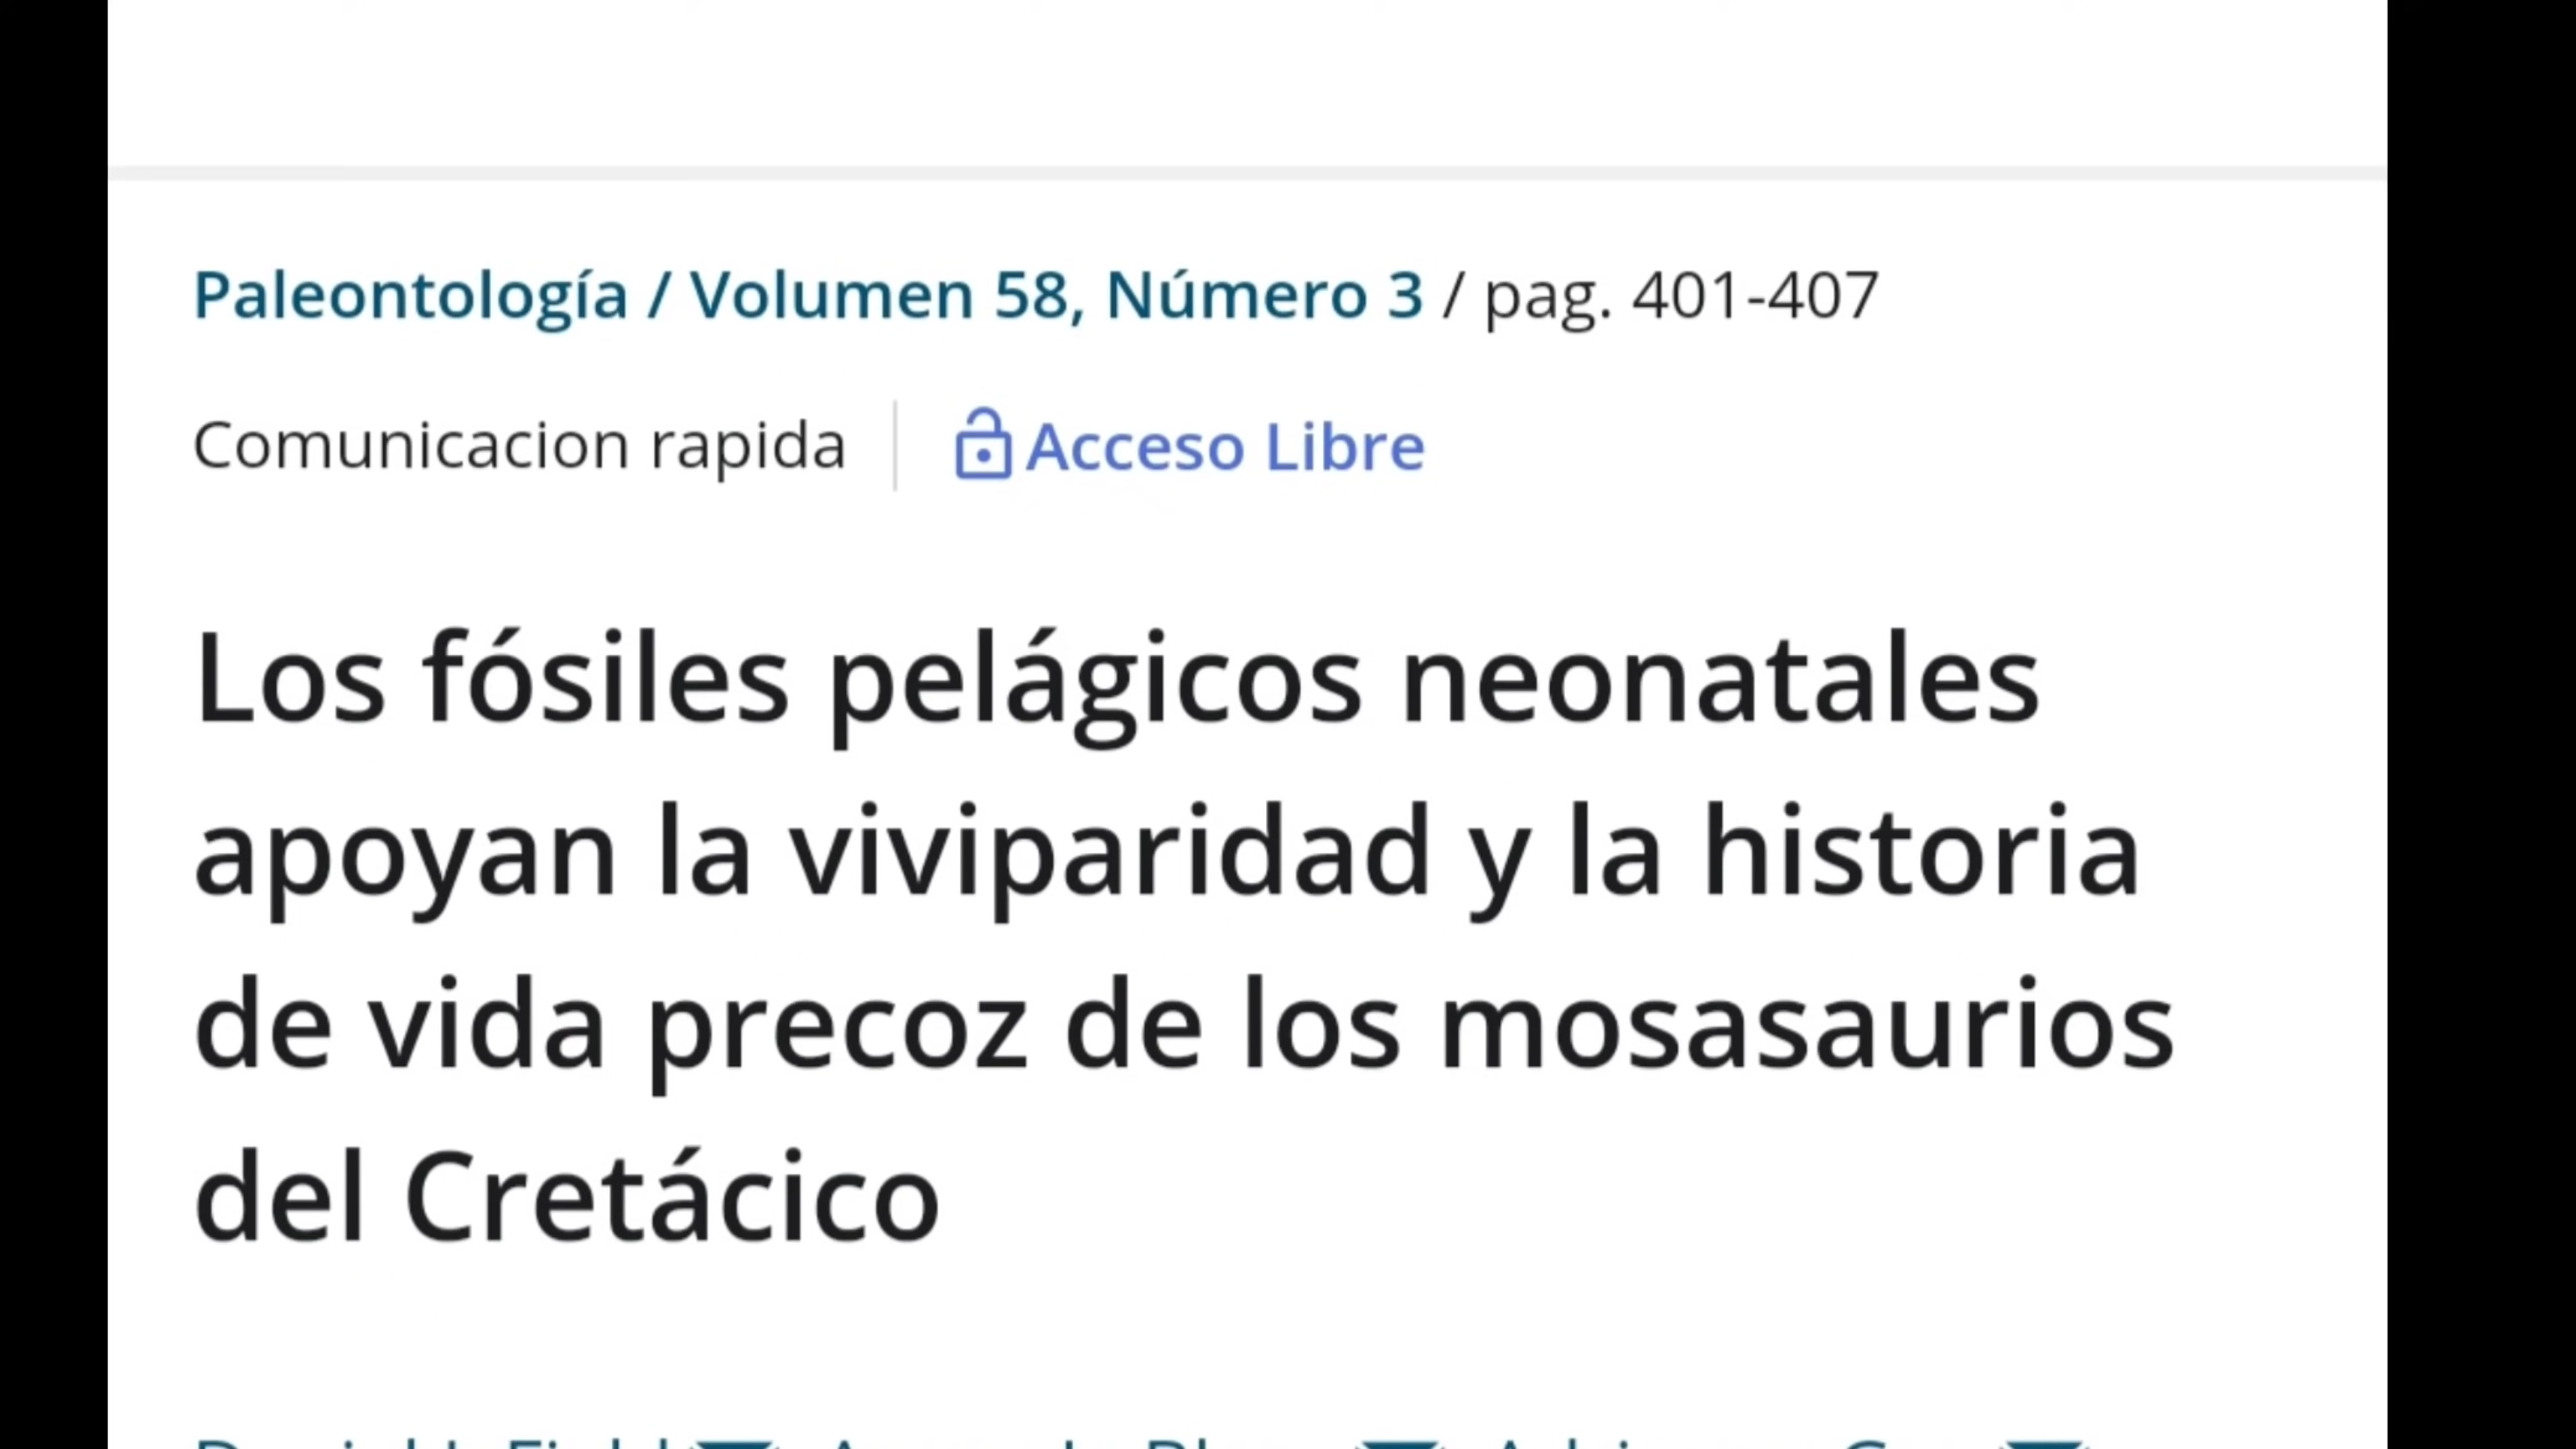 Paleontología / Volumen 58, Número 3 / pag. 401-407
Comunicacion rapida
Acceso Libre
Los fósiles pelágicos neonatales
apoyan la viviparidad y la historia
de vida precoz de los mosasaurios
del Cretácico